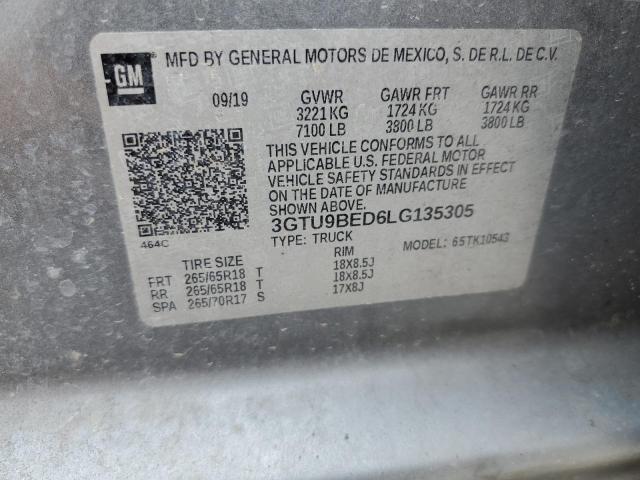 GM
MFD BY GENERAL MOTORS DE MEXICO, S. DE R.L. DE C.V.
09/19 GVWR GAWR FRT GAWR RR
3221 KG 1724 KG 1724 KG
7100 LB 3800 LB 3800 LB
THIS VEHICLE CONFORMS TO ALL
APPLICABLE U.S. FEDERAL MOTOR
VEHICLE SAFETY STANDARDS IN EFFECT
ON THE DATE OF MANUFACTURE
SHOWN ABOVE.
3GTU9BED6LG135305
464C
TYPE: TRUCK MODEL: 65TK10543
TIRE SIZE RIM
FRT 265/65R18 T 18X8.5J
RR 265/65R18 T 18X8.5J
SPA 265/70R17 S 17X8J